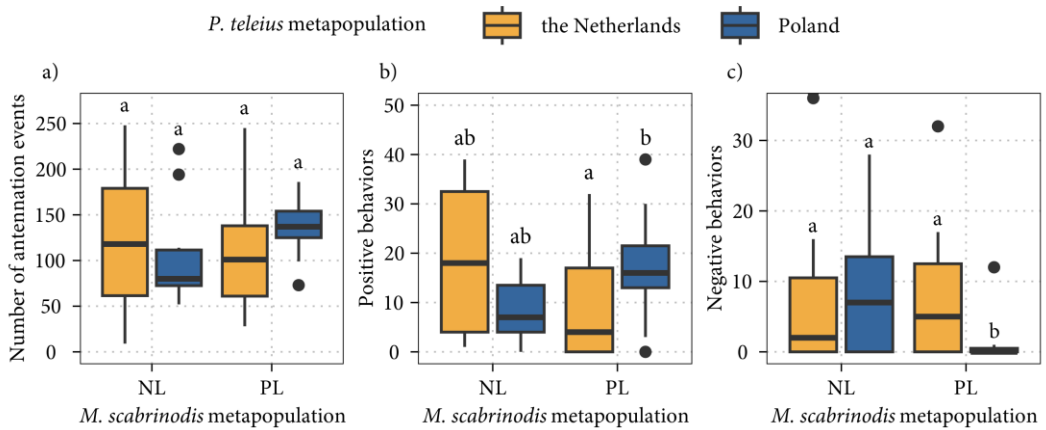 P. teleius metapopulation the Netherlands Poland
a)
Number of antennation events
250
200
150
100
50
0
a
a
a
a
NL
PL
M. scabrinodis metapopulation
b)
Positive behaviors
50
40
30
20
10
0
ab
ab
a
b
NL
PL
M. scabrinodis metapopulation
c)
Negative behaviors
30
20
10
0
a
a
a
b
NL
PL
M. scabrinodis metapopulation